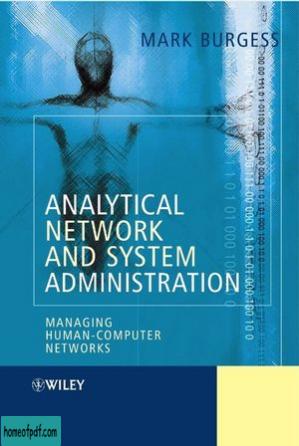 MARK BURGESS
ANALYTICAL
NETWORK
AND SYSTEM
ADMINISTRATION
MANAGING
HUMAN-COMPUTER
NETWORKS
WILEY
homeofpdf.com